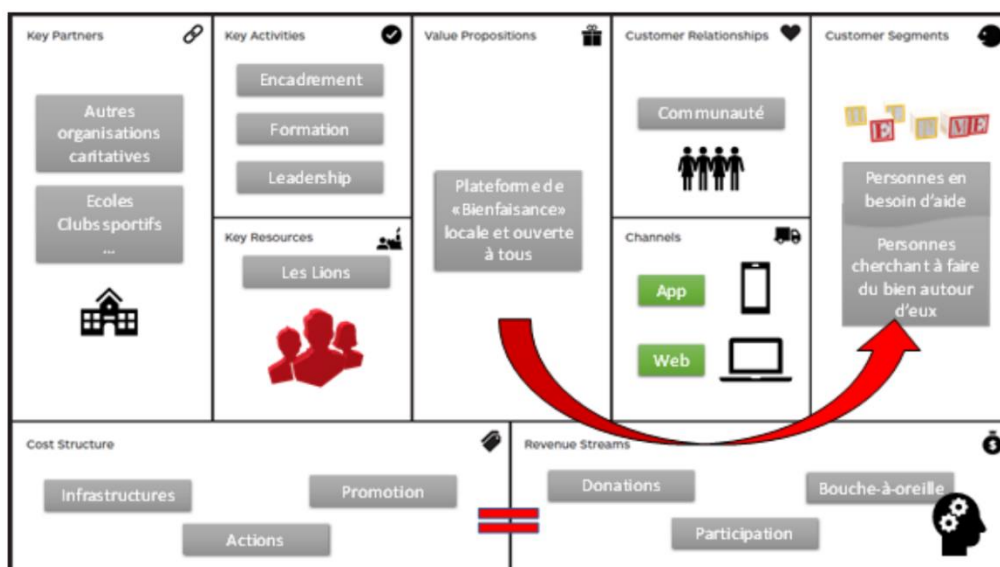 Key Partners
Autres
organisations
caritatives
Ecoles
Clubs sportifs
...
Key Activities
Encadrement
Formation
Leadership
Key Resources
Les Lions
Value Propositions
Plateforme de
«Bienfaisance»
locale et ouverte
à tous
Customer Relationships
Communauté
Channels
App
Web
Customer Segments
Personnes en
besoin d'aide
Personnes
cherchant à faire
du bien autour
d'eux
Cost Structure
Infrastructures
Promotion
Actions
Revenue Streams
Donations
Bouche-à-oreille
Participation